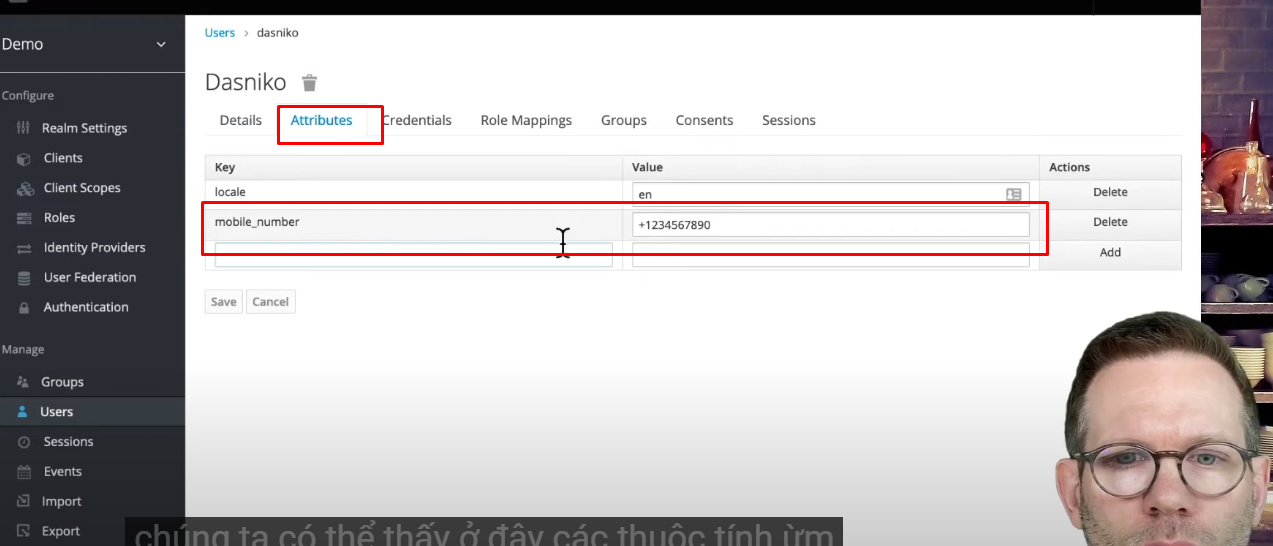 Demo
Users > dasniko
Dasniko
Details Attributes Credentials Role Mappings Groups Consents Sessions
Key Value Actions
locale en Delete
mobile_number +1234567890 Delete
Add
Save Cancel
Configure
Realm Settings
Clients
Client Scopes
Roles
Identity Providers
User Federation
Authentication
Manage
Groups
Users
Sessions
Events
Import
Export
chúng ta có thể thấy ở đây các thuộc tính ừm